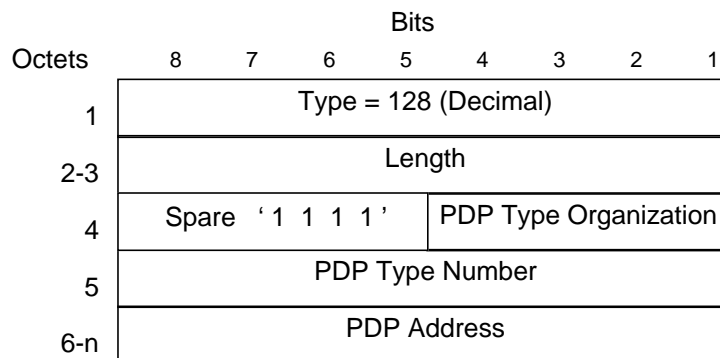 Bits
Octets 8 7 6 5 4 3 2 1
1 Type = 128 (Decimal)
2-3 Length
4 Spare ‘ 1 1 1 1 ’ PDP Type Organization
5 PDP Type Number
6-n PDP Address